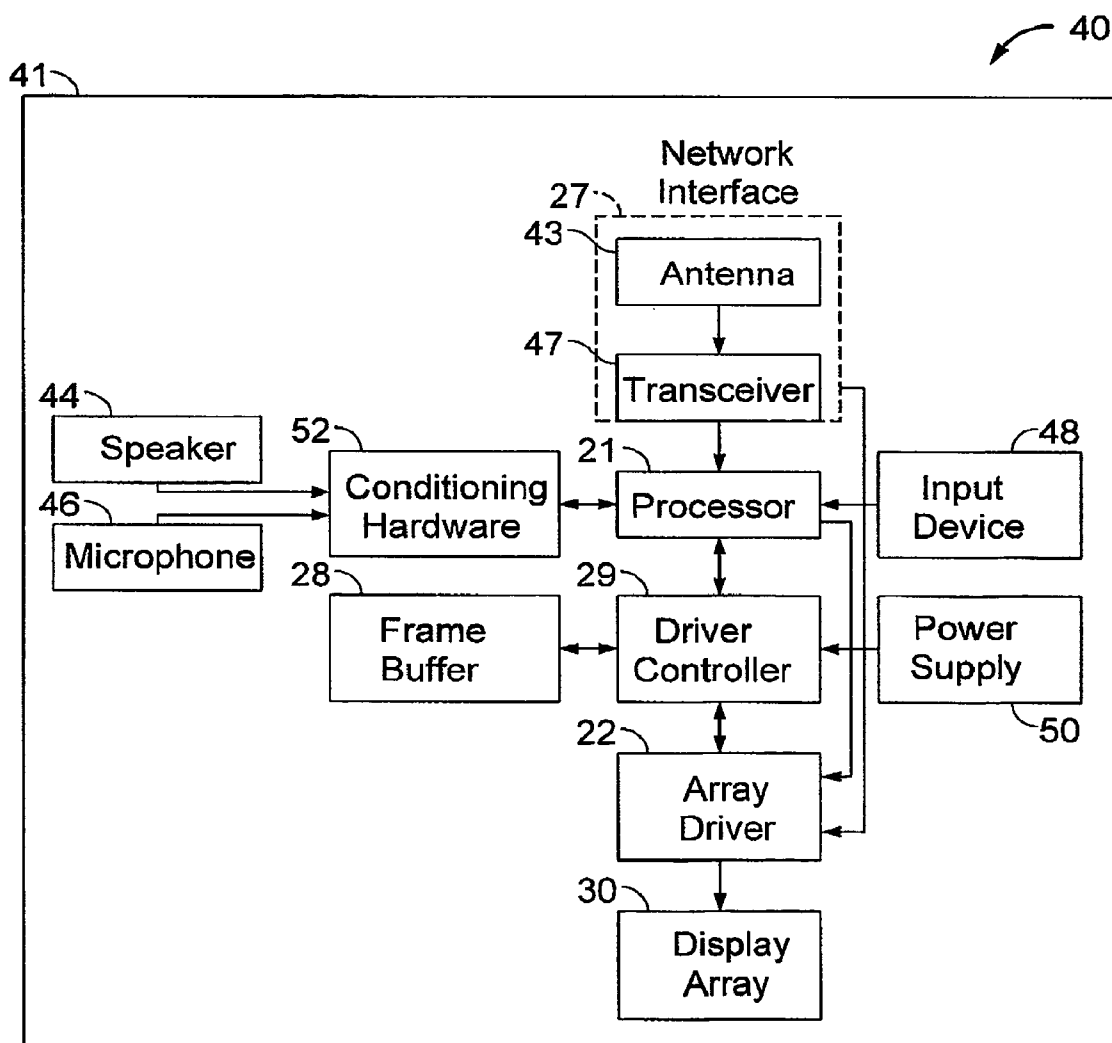 40
41
Network
Interface
27
43
Antenna
47
Transceiver
44
Speaker
52
Conditioning
Hardware
21
Processor
48
Input
Device
46
Microphone
28
Frame
Buffer
29
Driver
Controller
Power
Supply
50
22
Array
Driver
30
Display
Array